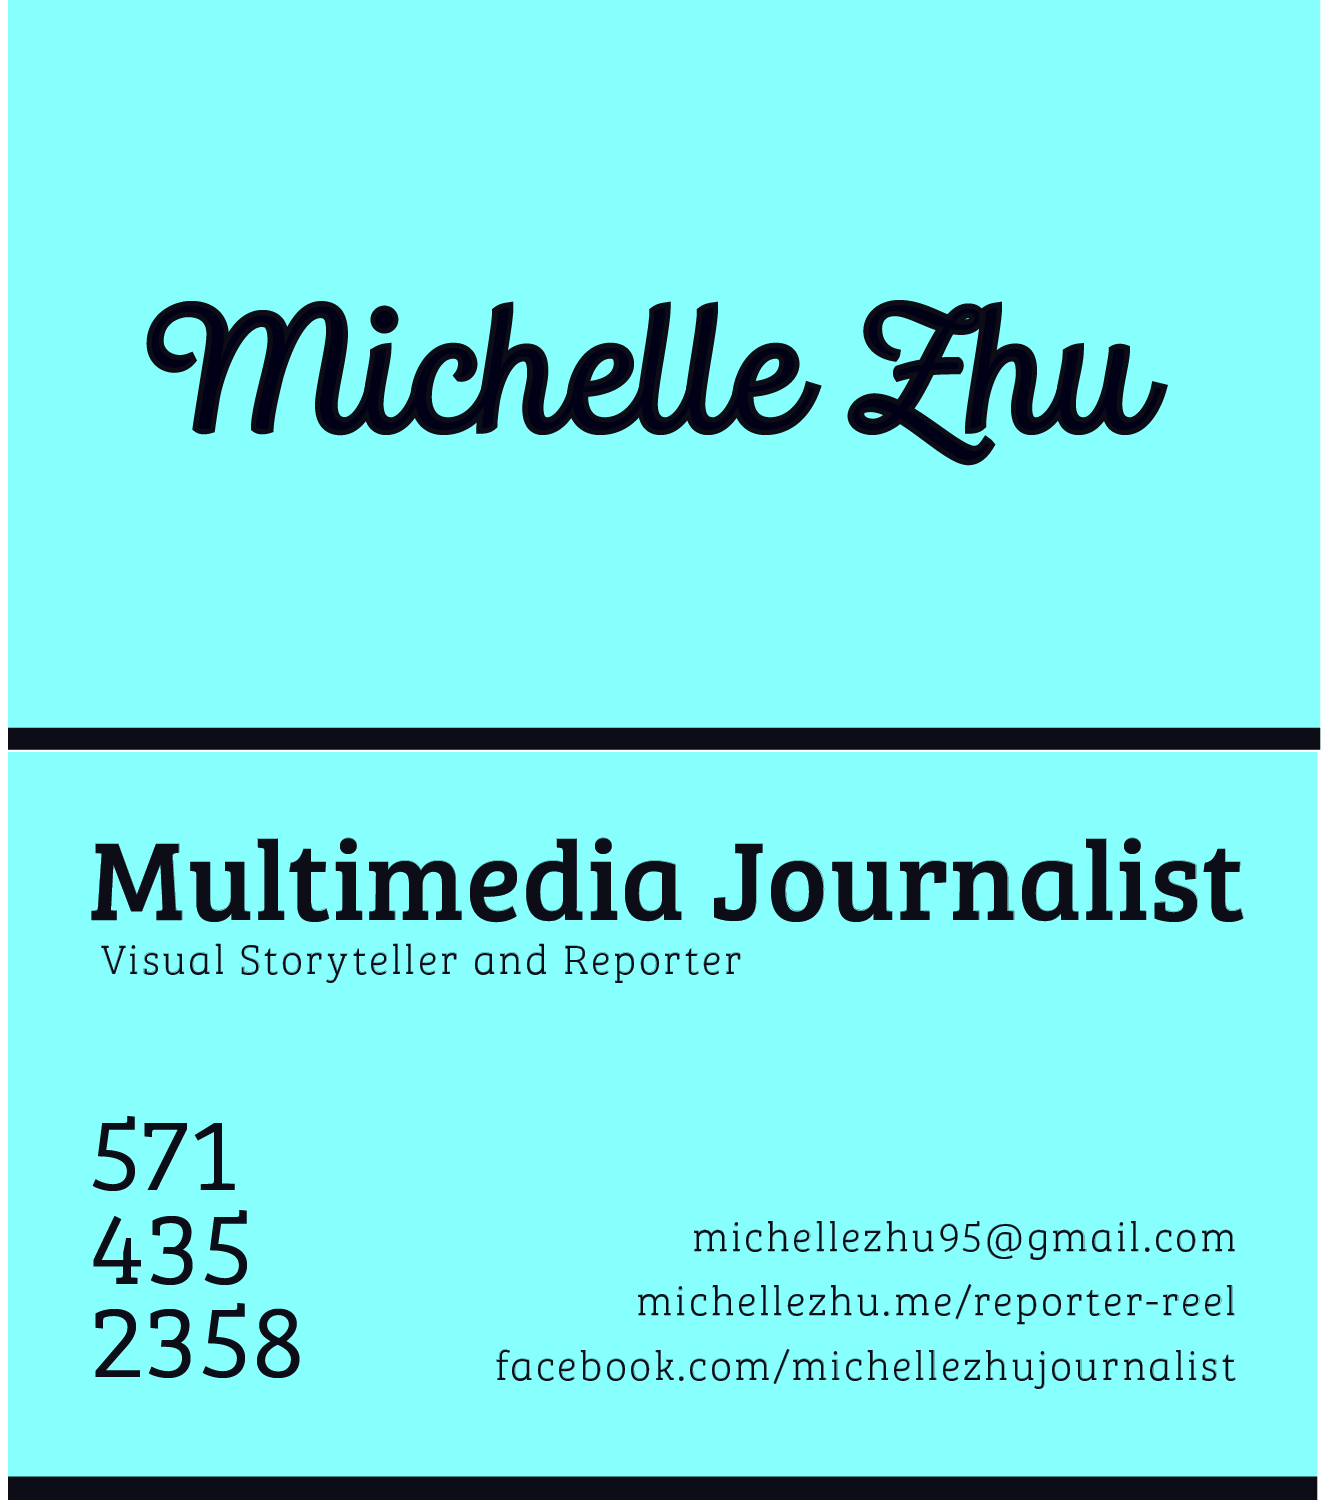 Michelle Zhu
Multimedia Journalist
Visual Storyteller and Reporter
571
435
2358
michellezhu95@gmail.com
michellezhu.me/reporter-reel
facebook.com/michellezhujournalist